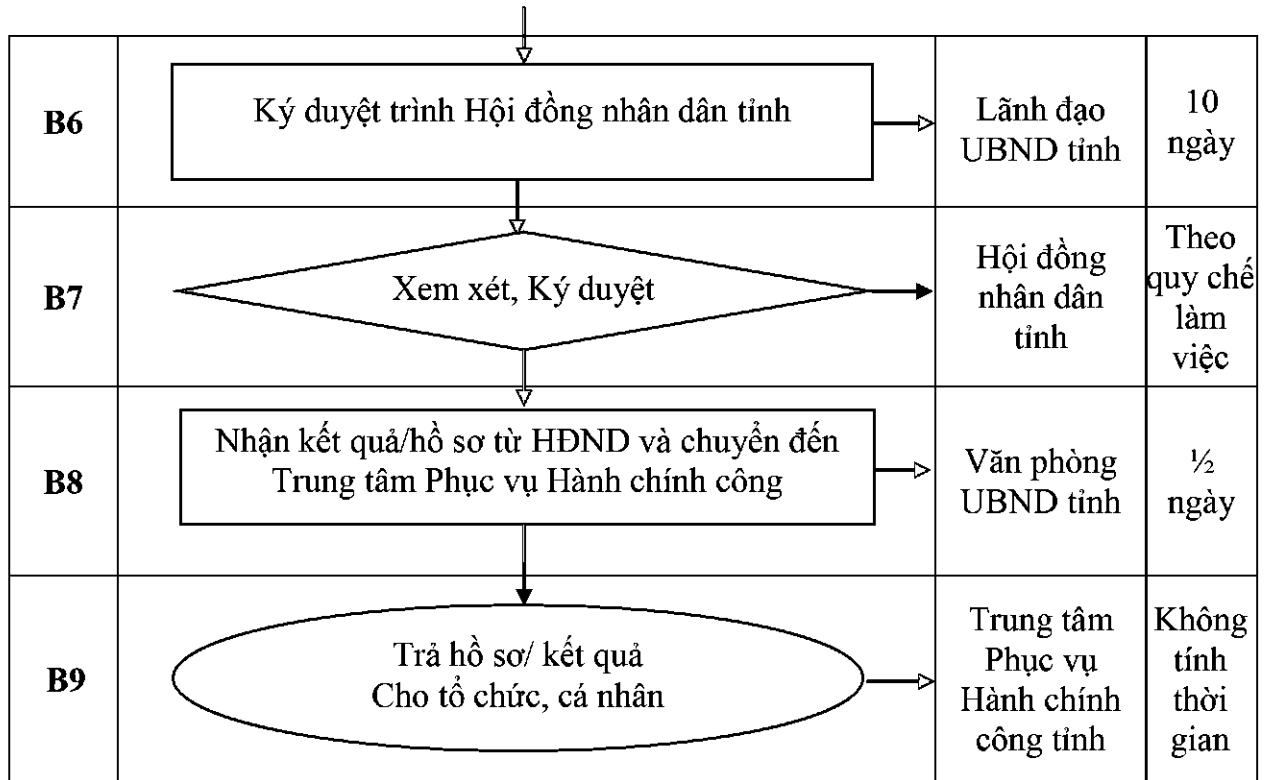 B6
Ký duyệt trình Hội đồng nhân dân tỉnh
Lãnh đạo
UBND tỉnh
10
ngày
B7
Xem xét, Ký duyệt
Hội đồng
nhân dân
tỉnh
Theo
quy chế
làm
việc
B8
Nhận kết quả/hồ sơ từ HĐND và chuyển đến
Trung tâm Phục vụ Hành chính công
Văn phòng
UBND tỉnh
½
ngày
B9
Trả hồ sơ/ kết quả
Cho tổ chức, cá nhân
Trung tâm
Phục vụ
Hành chính
công tỉnh
Không
tính
thời
gian